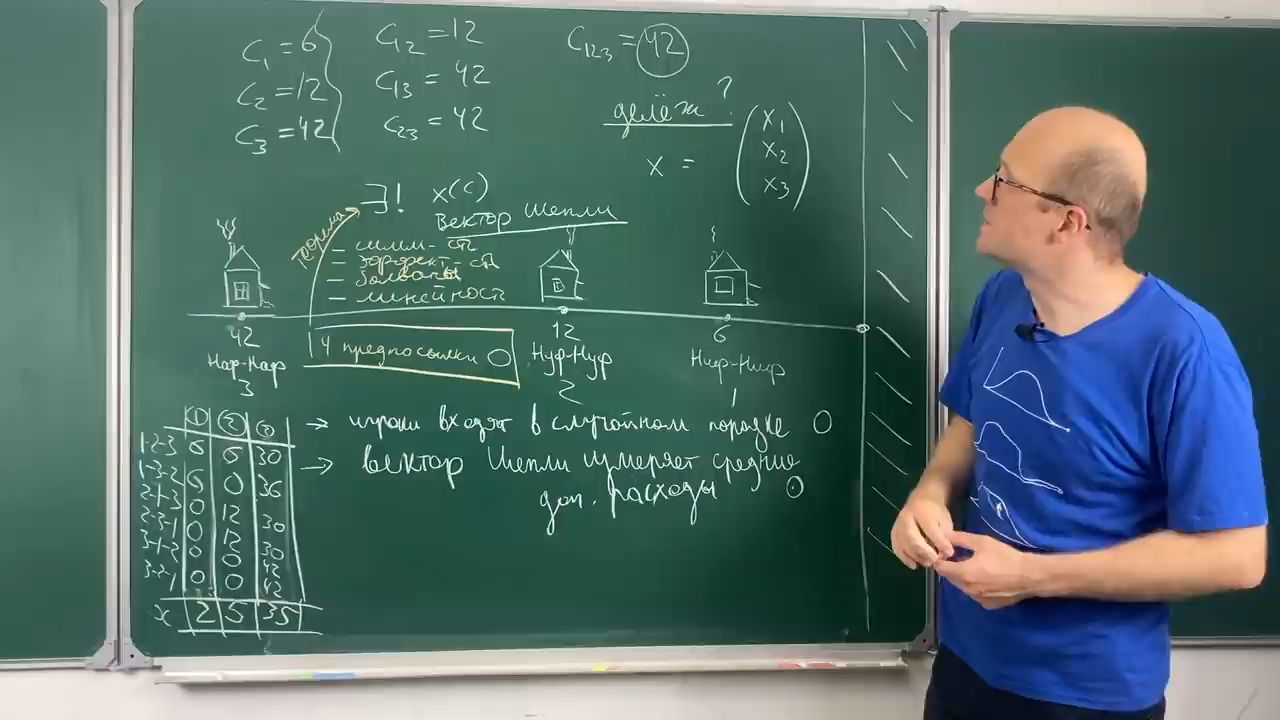 C₁ = 6
C₂ = 12
C₃ = 42
C₁₂ = 12
C₁₃ = 42
C₂₃ = 42
C₁₂₃ = 42
делёж?
x = (x₁ x₂ x₃)
теорема
∃! x(c)
вектор Шепли
– симм-сть
– эффект-сть
– болваны
– линейность
4 предпосылки
42
Наф-Наф
3
12
Нуф-Нуф
2
6
Ниф-Ниф
1
① ② ③
1-2-3 6 6 30
1-3-2 6 0 36
2-1-3 0 12 30
2-3-1 0 12 30
3-1-2 0 0 42
3-2-1 0 0 42
x 2 5 35
→ игроки входят в случайном порядке
→ вектор Шепли измеряет средние
доп. расходы